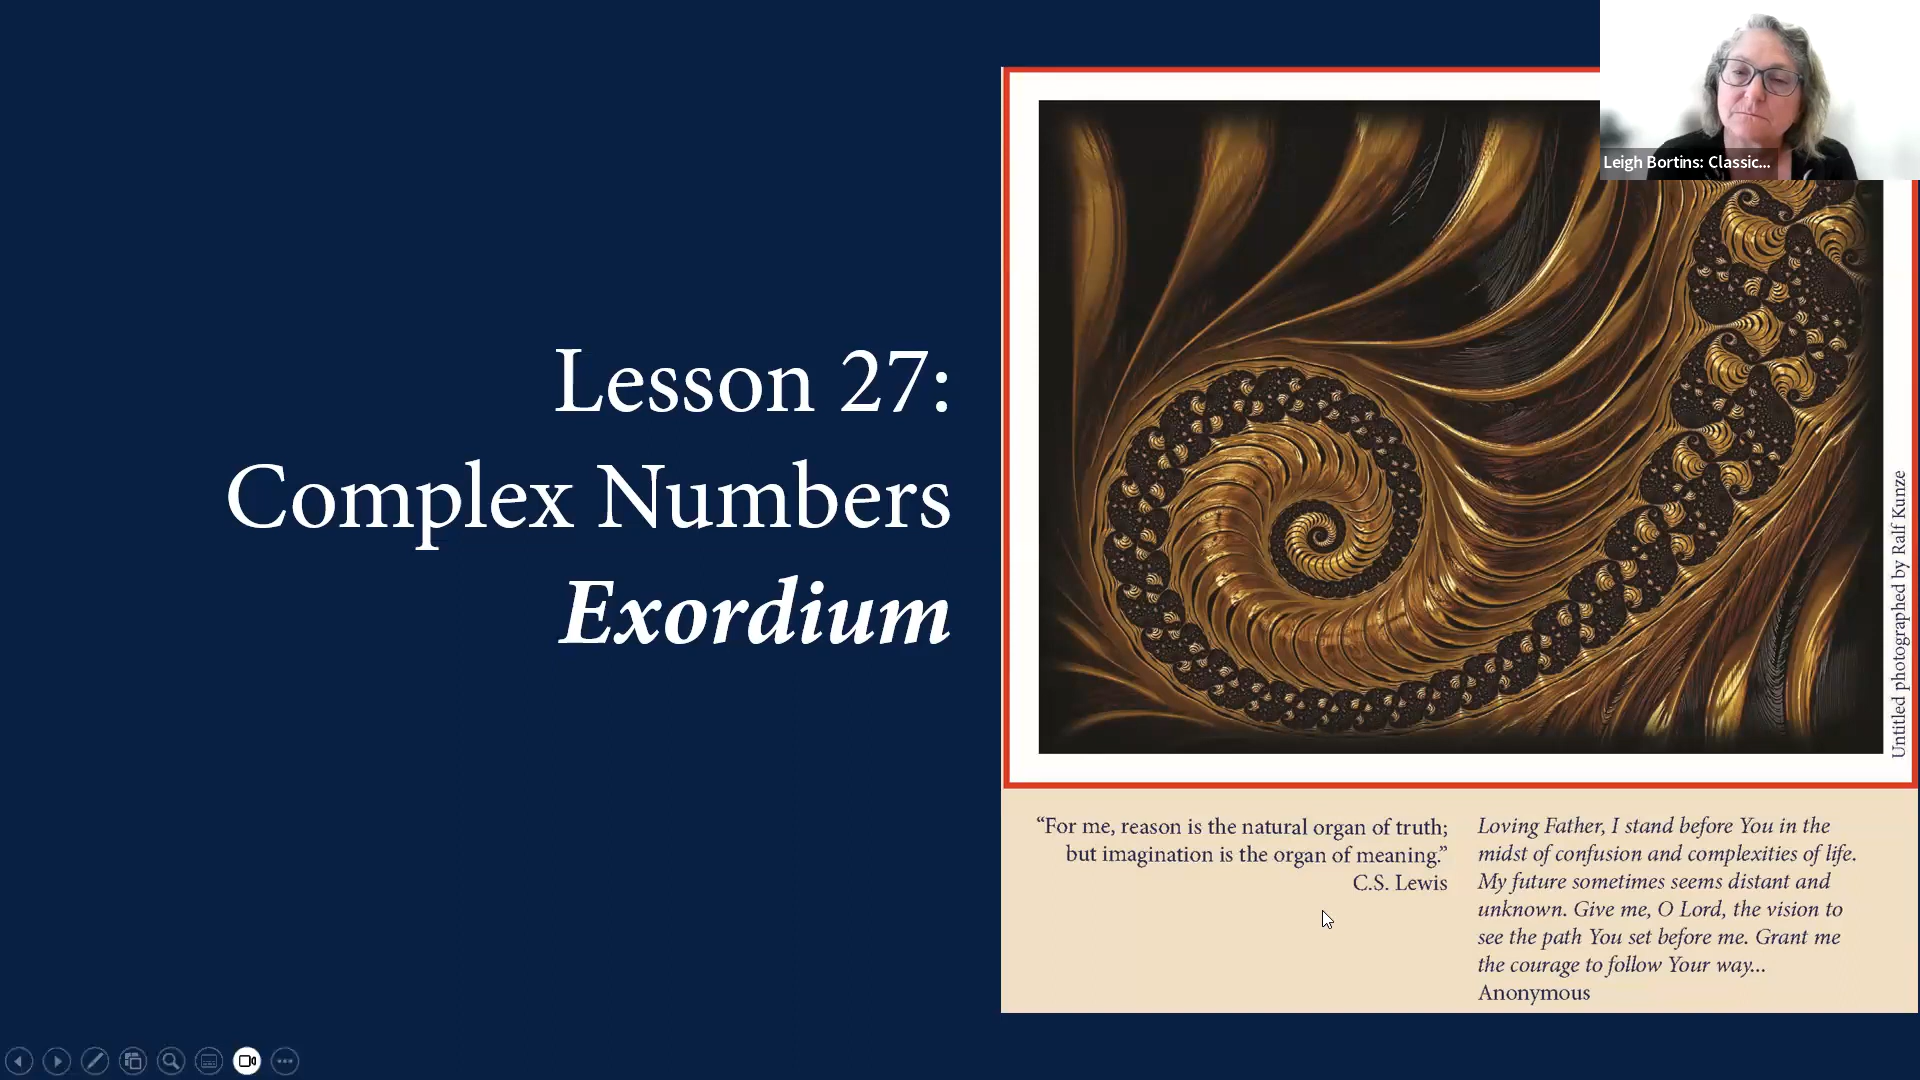 Lesson 27:
Complex Numbers
Exordium
Leigh Bortins: Classic...
Untitled photographed by Ralf Kunze
“For me, reason is the natural organ of truth;
but imagination is the organ of meaning.”
C.S. Lewis
Loving Father, I stand before You in the
midst of confusion and complexities of life.
My future sometimes seems distant and
unknown. Give me, O Lord, the vision to
see the path You set before me. Grant me
the courage to follow Your way...
Anonymous